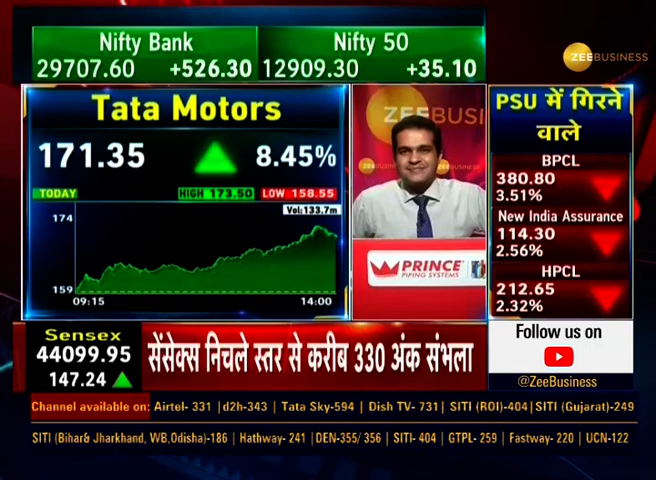 Nifty Bank
29707.60 +526.30
Nifty 50
12909.30 +35.10
ZEEBUSINESS
Tata Motors
171.35 8.45%
TODAY HIGH 173.50 LOW 158.55
Vol:133.7m
174
159
09:15 14:00
ZEEBUSI
EEBUSINESS
PRINCE
PIPING SYSTEMS
PSU में गिरने
वाले
BPCL
380.80
3.51%
New India Assurance
114.30
2.56%
HPCL
212.65
2.32%
Sensex
44099.95
147.24
सेंसेक्स निचले स्तर से करीब 330 अंक संभला
Follow us on
@ZeeBusiness
Channel available on: Airtel- 331 |d2h-343 | Tata Sky-594 | Dish TV- 731| SITI (ROI)-404|SITI (Gujarat)-249
SITI (Bihar& Jharkhand, WB,Odisha)-186 | Hathway- 241 |DEN-355/ 356 | SITI- 404 | GTPL- 259 | Fastway- 220 | UCN-122